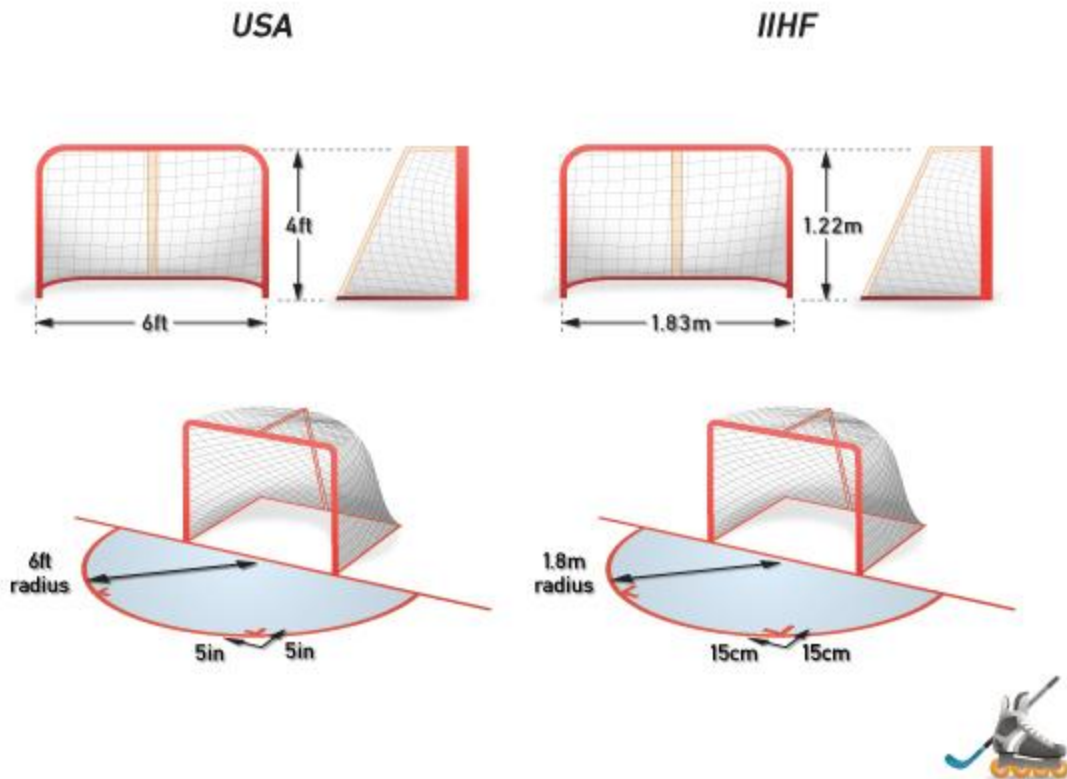 USA
IIHF
4ft
6ft
1.22m
1.83m
6ft
radius
5in
5in
1.8m
radius
15cm
15cm